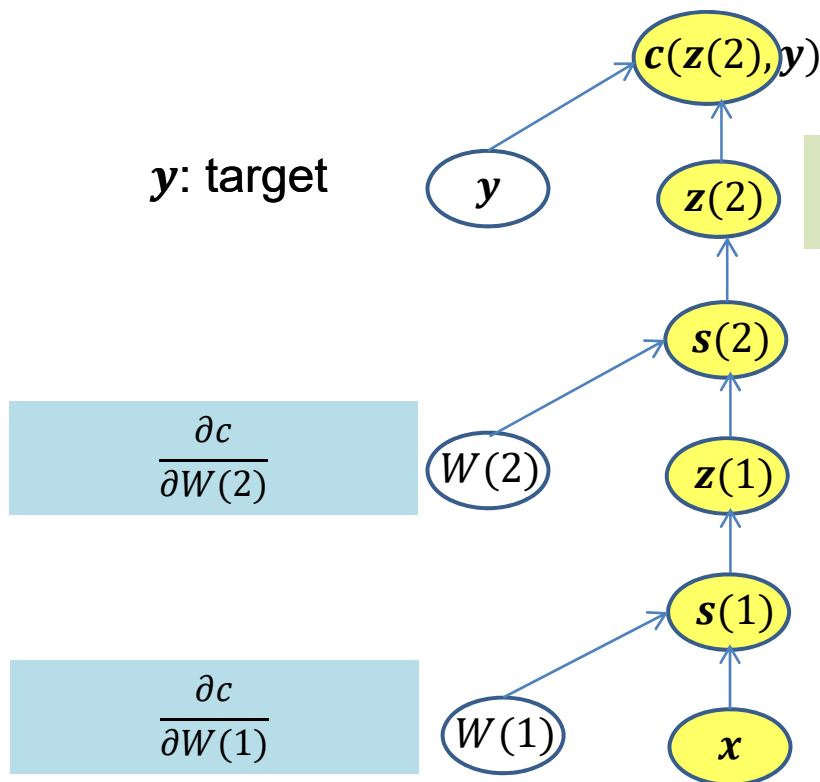 c(z(2), y)
y: target
y
z(2)
s(2)
∂c
∂W(2)
W(2)
z(1)
s(1)
∂c
∂W(1)
W(1)
x